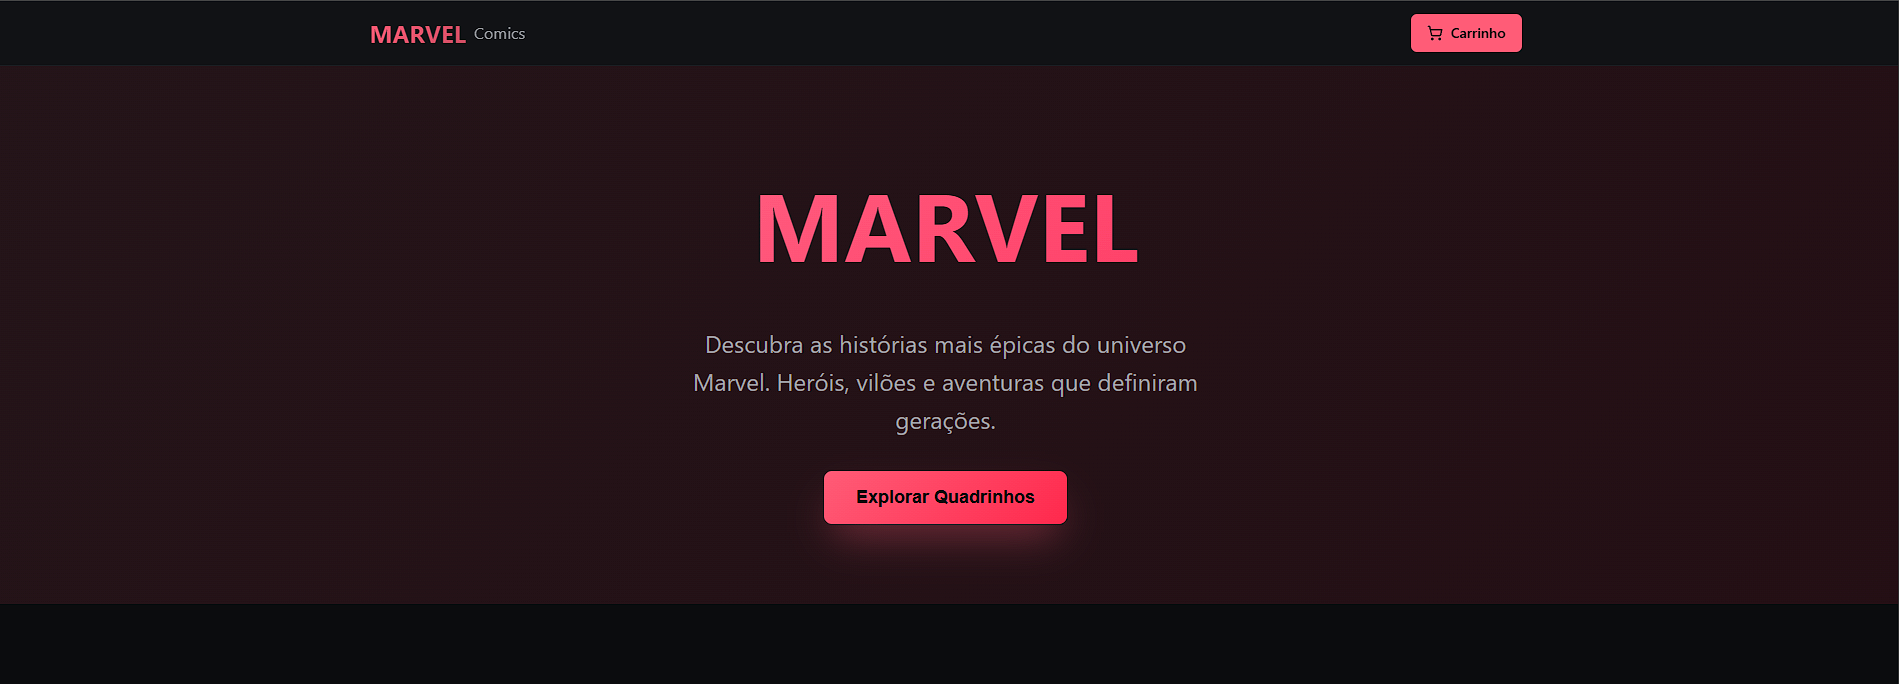 MARVEL Comics
Carrinho
MARVEL
Descubra as histórias mais épicas do universo
Marvel. Heróis, vilões e aventuras que definiram
gerações.
Explorar Quadrinhos